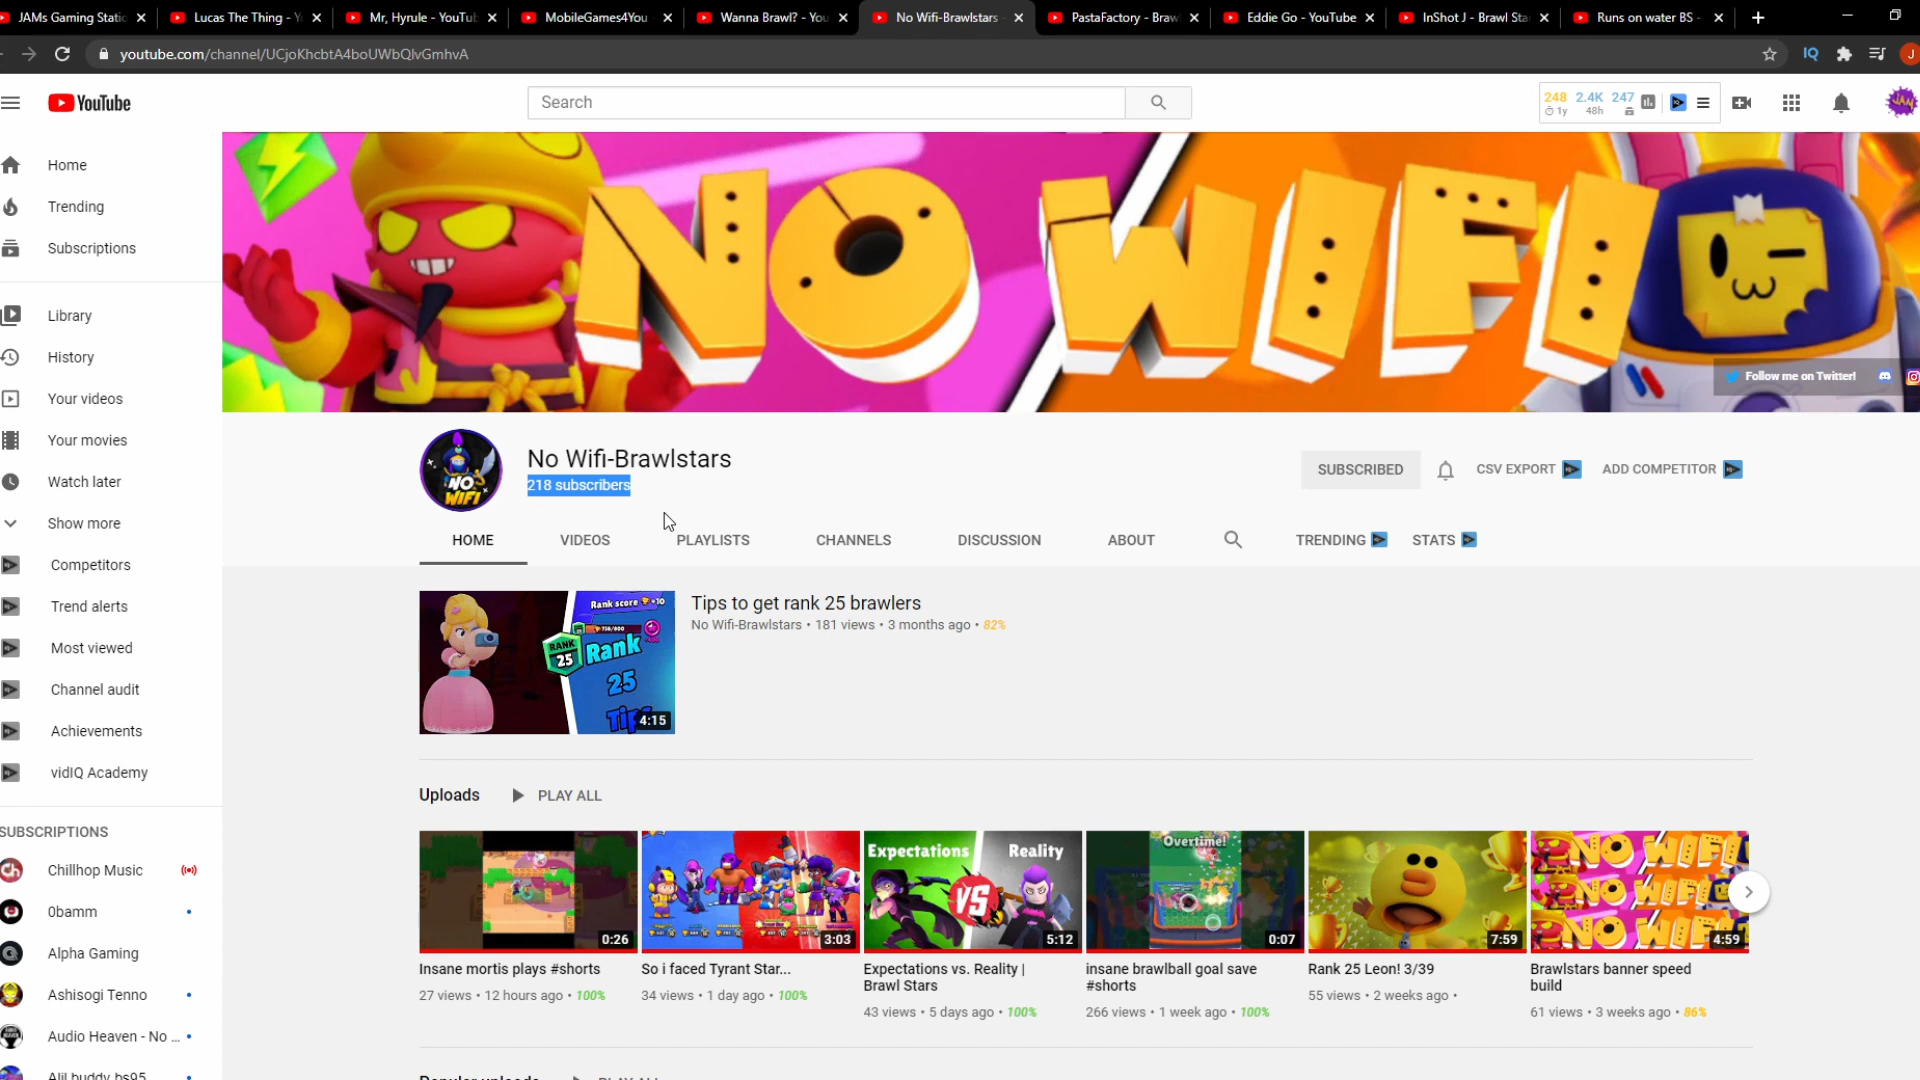 JAMs Gaming Static
Lucas The Thing - Y
Mr, Hyrule - YouTub
MobileGames4You
Wanna Brawl? - You
No Wifi-Brawlstars
PastaFactory - Braw
Eddie Go - YouTube
InShot J - Brawl Sta
Runs on water BS -
youtube.com/channel/UCjoKhcbtA4boUWbQlvGmhvA
IQ
J
YouTube
Search
248 2.4K 247
1y 48h
JAM
NO WIFI
Follow me on Twitter!
Home
Trending
Subscriptions
Library
History
Your videos
Your movies
Watch later
Show more
Competitors
Trend alerts
Most viewed
Channel audit
Achievements
vidIQ Academy
SUBSCRIPTIONS
Chillhop Music
0bamm
Alpha Gaming
Ashisogi Tenno
Audio Heaven - No ...
Alil buddy bs95
NO WIFI
No Wifi-Brawlstars
218 subscribers
SUBSCRIBED
CSV EXPORT
ADD COMPETITOR
HOME
VIDEOS
PLAYLISTS
CHANNELS
DISCUSSION
ABOUT
TRENDING
STATS
Rank score +10
RANK 25
Rank 25 Tips
4:15
Tips to get rank 25 brawlers
No Wifi-Brawlstars • 181 views • 3 months ago • 82%
Uploads
PLAY ALL
0:26
Insane mortis plays #shorts
27 views • 12 hours ago • 100%
3:03
So i faced Tyrant Star...
34 views • 1 day ago • 100%
Expectations VS Reality
5:12
Expectations vs. Reality |
Brawl Stars
43 views • 5 days ago • 100%
Overtime!
0:07
insane brawlball goal save
#shorts
266 views • 1 week ago • 100%
7:59
Rank 25 Leon! 3/39
55 views • 2 weeks ago •
NO WIFI
NO WIFI
NO WIFI
4:59
Brawlstars banner speed
build
61 views • 3 weeks ago • 86%
Popular uploads
PLAY ALL